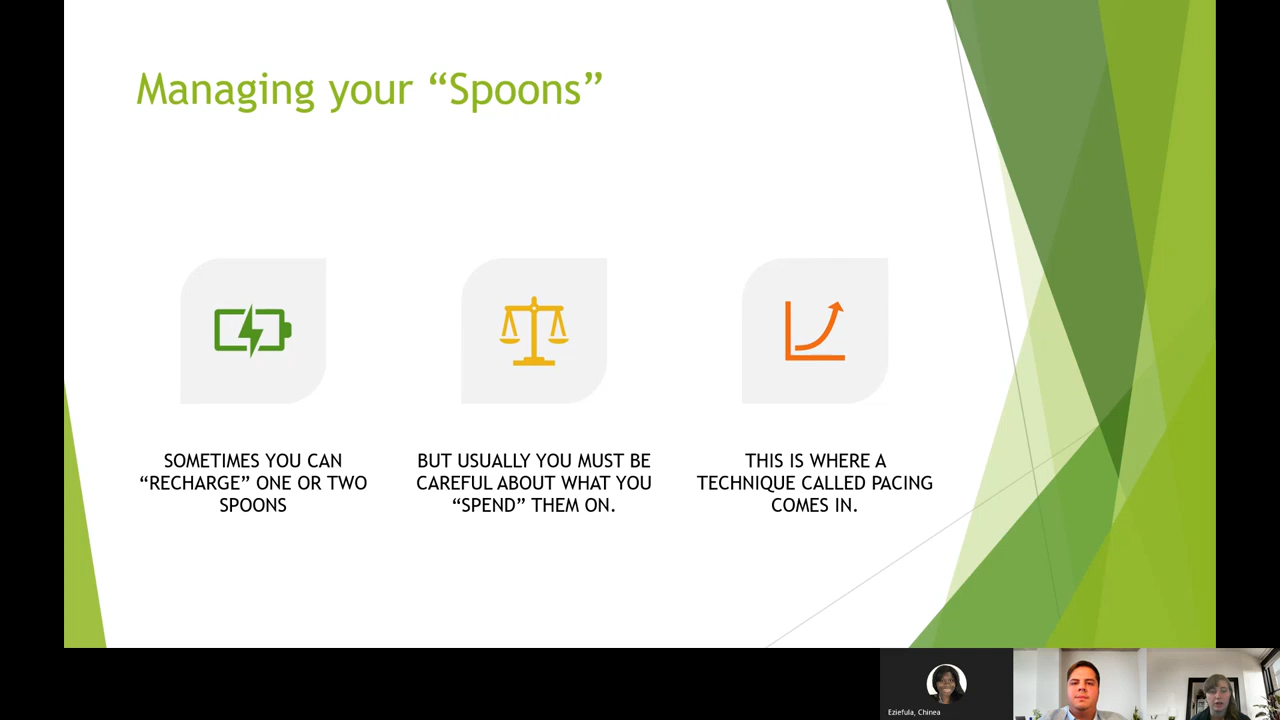 Managing your “Spoons”
SOMETIMES YOU CAN
“RECHARGE” ONE OR TWO
SPOONS
BUT USUALLY YOU MUST BE
CAREFUL ABOUT WHAT YOU
“SPEND” THEM ON.
THIS IS WHERE A
TECHNIQUE CALLED PACING
COMES IN.
Eziefula, Chinea